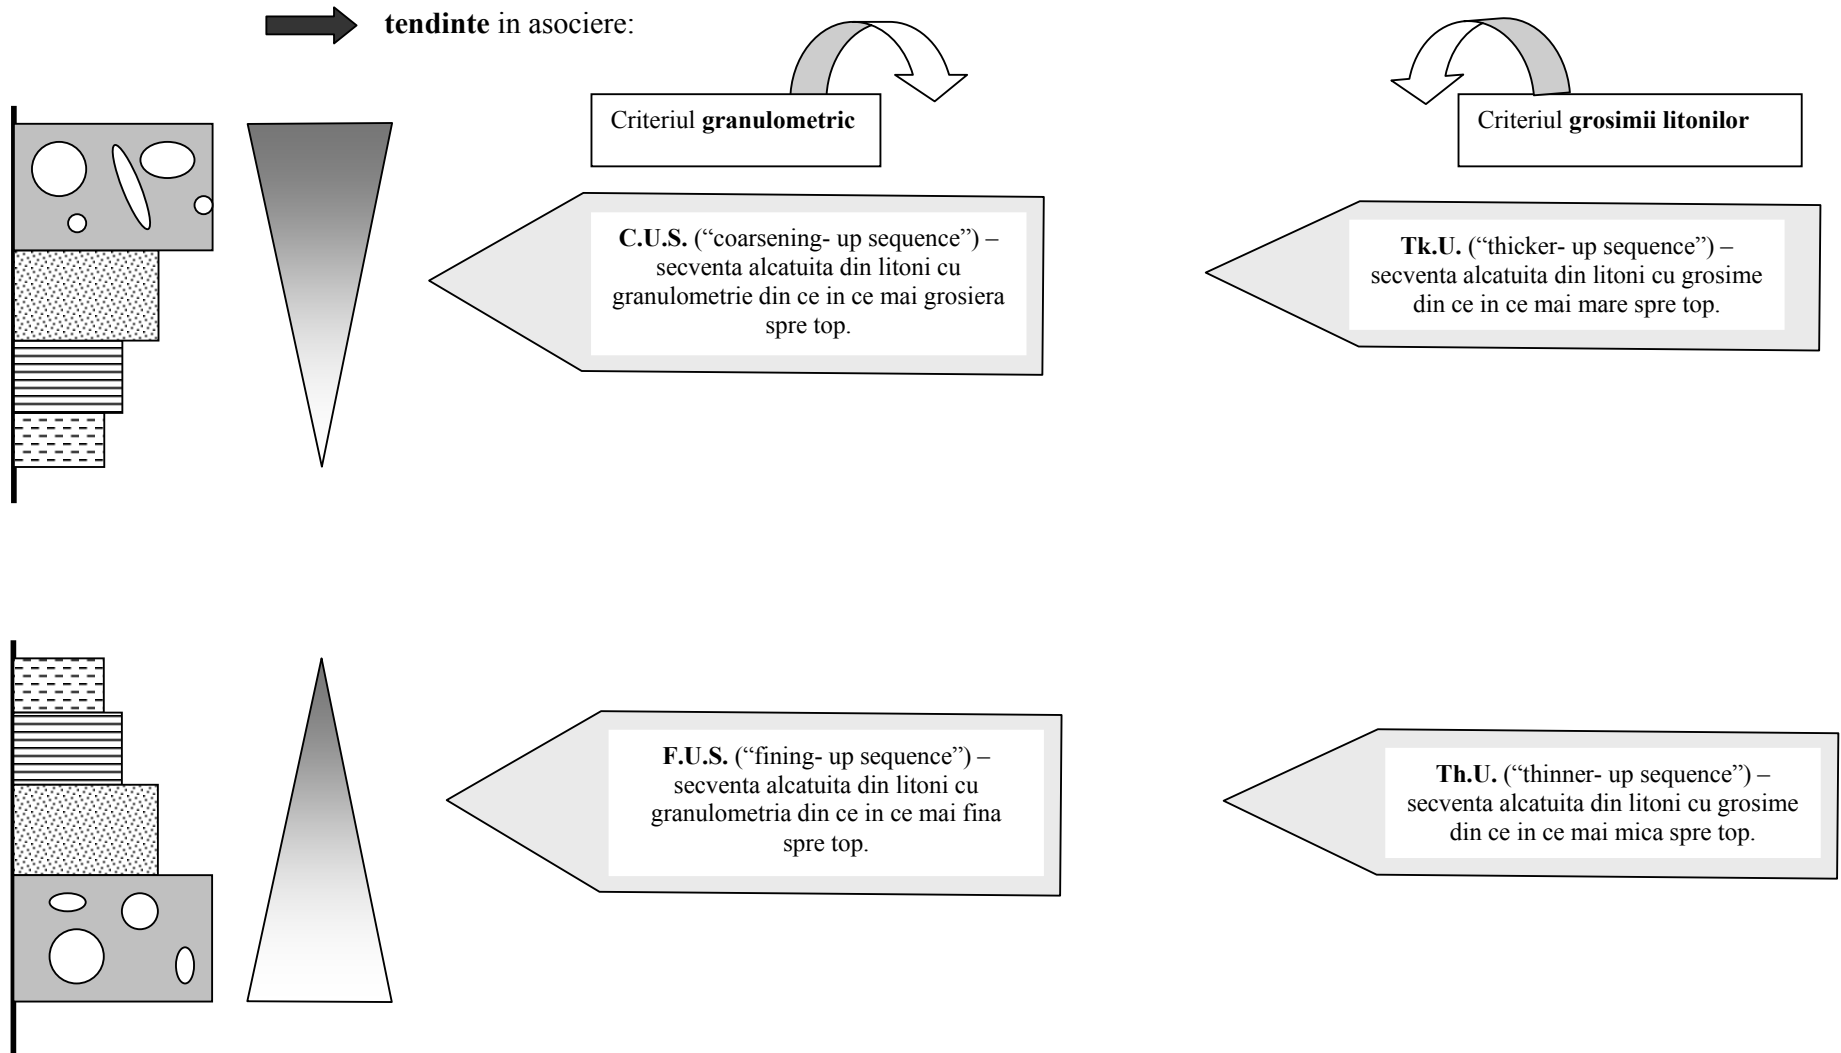 tendinte in asociere:
Criteriul granulometric
Criteriul grosimii litonilor
C.U.S. (“coarsening- up sequence”) –
secventa alcatuita din litoni cu
granulometrie din ce in ce mai grosiera
spre top.
Tk.U. (“thicker- up sequence”) –
secventa alcatuita din litoni cu grosime
din ce in ce mai mare spre top.
F.U.S. (“fining- up sequence”) –
secventa alcatuita din litoni cu
granulometria din ce in ce mai fina
spre top.
Th.U. (“thinner- up sequence”) –
secventa alcatuita din litoni cu grosime
din ce in ce mai mica spre top.